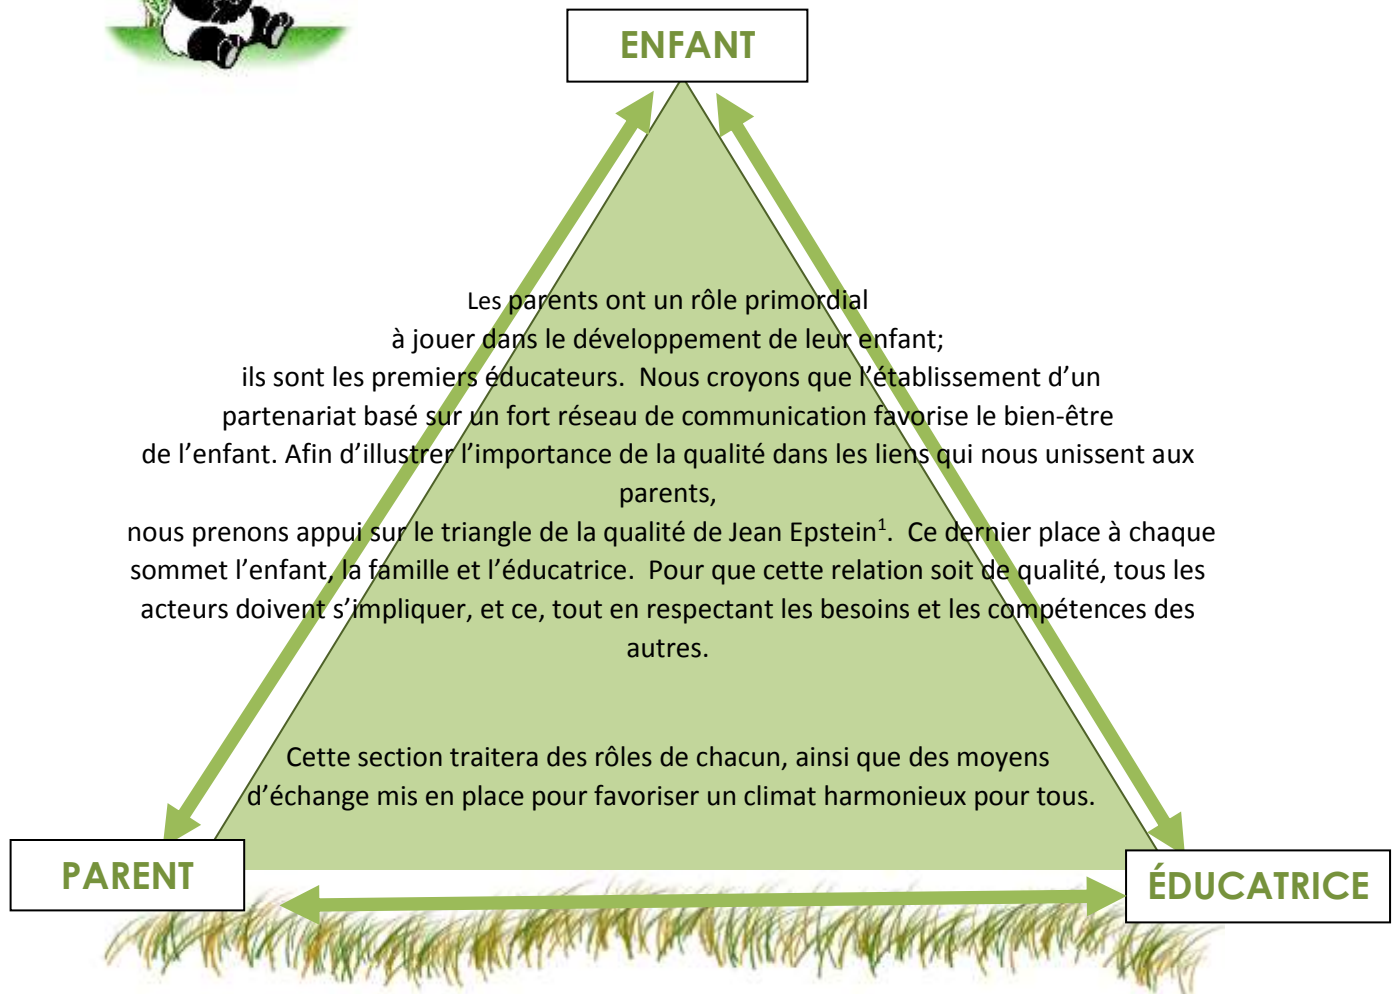 ENFANT
Les parents ont un rôle primordial
à jouer dans le développement de leur enfant;
ils sont les premiers éducateurs.  Nous croyons que l’établissement d’un
partenariat basé sur un fort réseau de communication favorise le bien-être
de l’enfant. Afin d’illustrer l’importance de la qualité dans les liens qui nous unissent aux
parents,
nous prenons appui sur le triangle de la qualité de Jean Epstein¹.  Ce dernier place à chaque
sommet l’enfant, la famille et l’éducatrice.  Pour que cette relation soit de qualité, tous les
acteurs doivent s’impliquer, et ce, tout en respectant les besoins et les compétences des
autres.
Cette section traitera des rôles de chacun, ainsi que des moyens
d’échange mis en place pour favoriser un climat harmonieux pour tous.
PARENT
ÉDUCATRICE